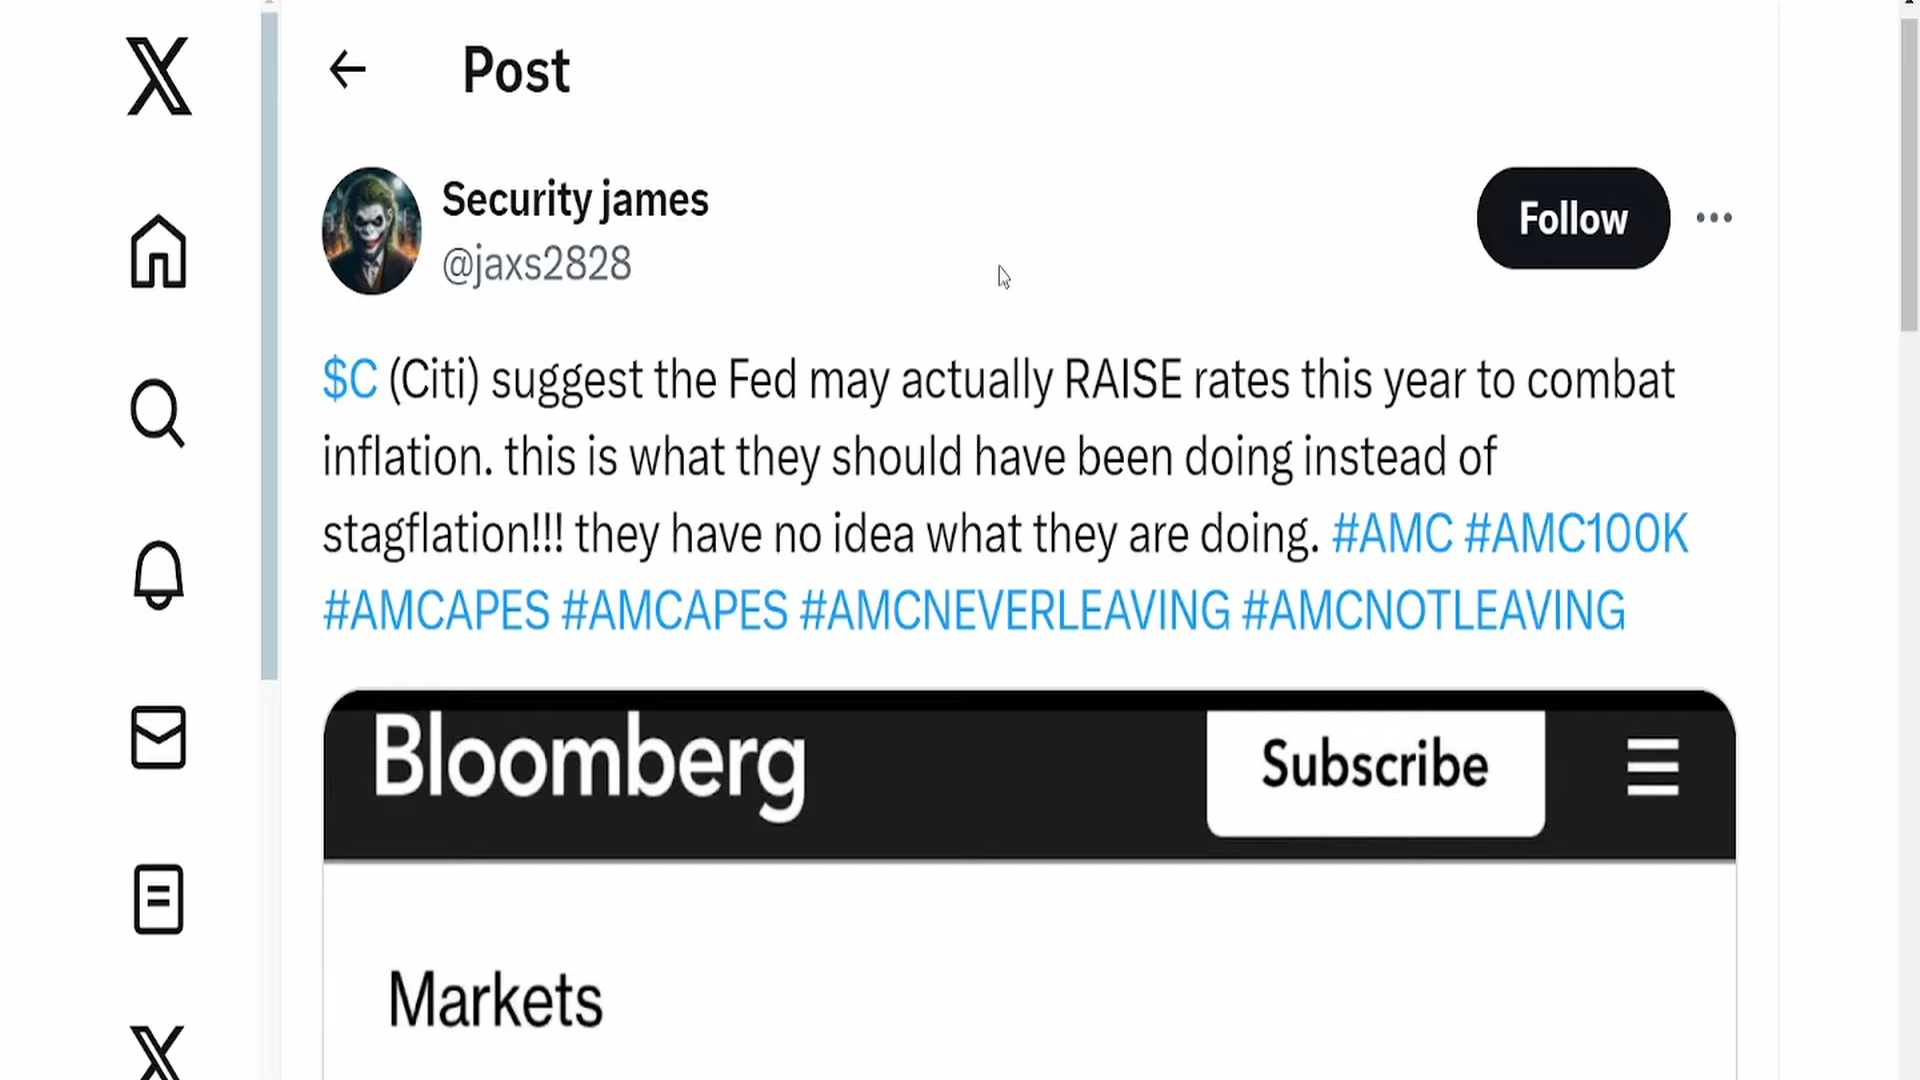 Post
Security james
@jaxs2828
Follow
$C (Citi) suggest the Fed may actually RAISE rates this year to combat
inflation. this is what they should have been doing instead of
stagflation!!! they have no idea what they are doing. #AMC #AMC100K
#AMCAPES #AMCAPES #AMCNEVERLEAVING #AMCNOTLEAVING
Bloomberg
Subscribe
Markets